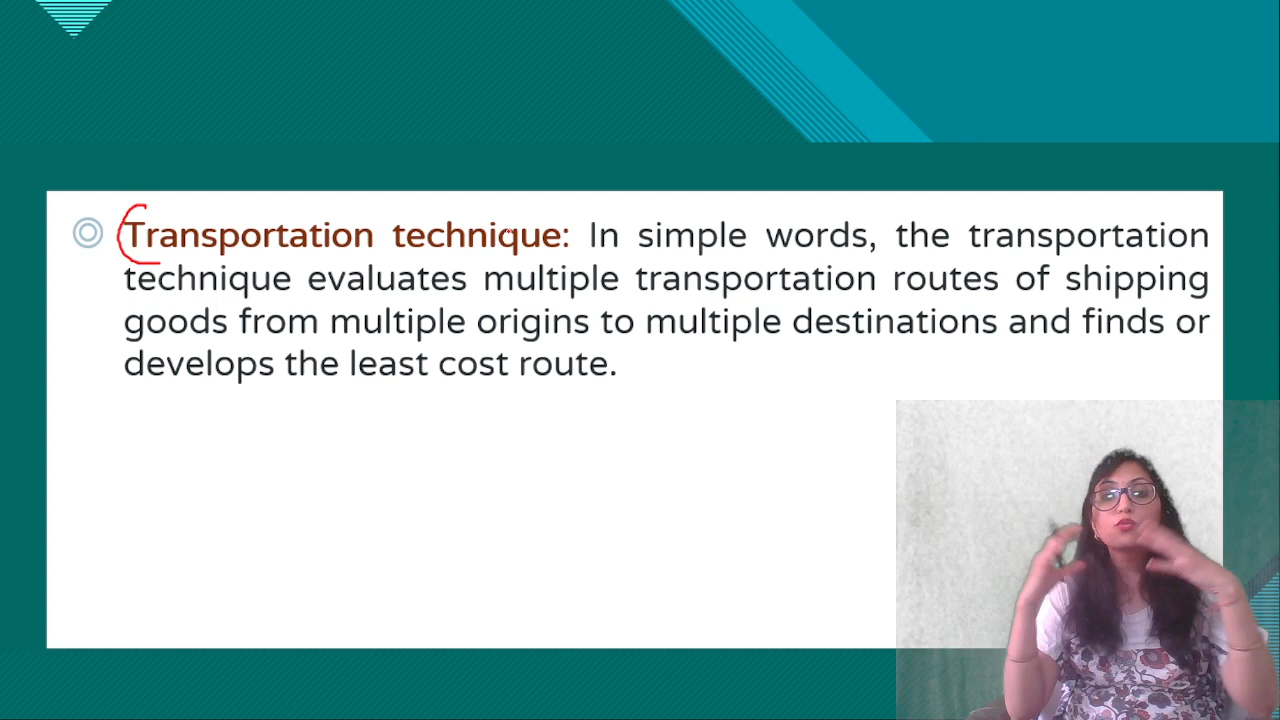 Transportation technique: In simple words, the transportation
technique evaluates multiple transportation routes of shipping
goods from multiple origins to multiple destinations and finds or
develops the least cost route.